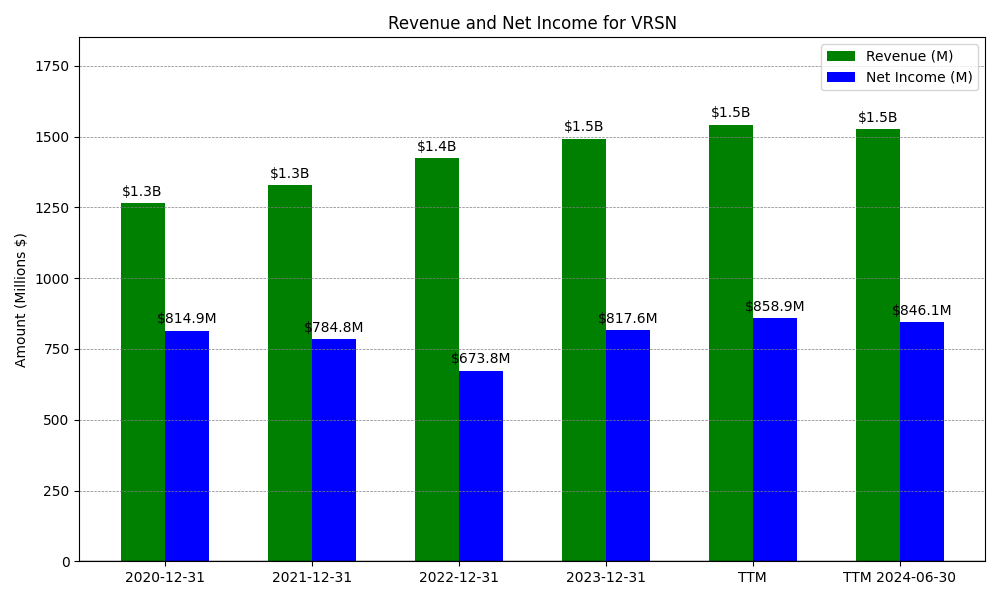 Revenue and Net Income for VRSN
Revenue (M)
Net Income (M)
Amount (Millions $)
1750
1500
1250
1000
750
500
250
0
$1.3B
$814.9M
$1.3B
$784.8M
$1.4B
$673.8M
$1.5B
$817.6M
$1.5B
$858.9M
$1.5B
$846.1M
2020-12-31
2021-12-31
2022-12-31
2023-12-31
TTM
TTM 2024-06-30